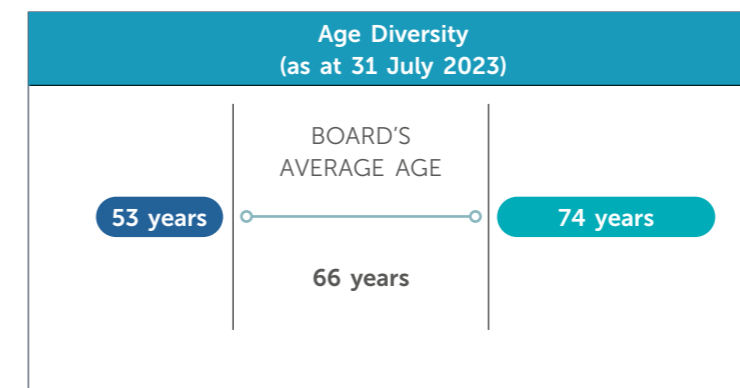 Age Diversity
(as at 31 July 2023)
BOARD'S
AVERAGE AGE
53 years
74 years
66 years